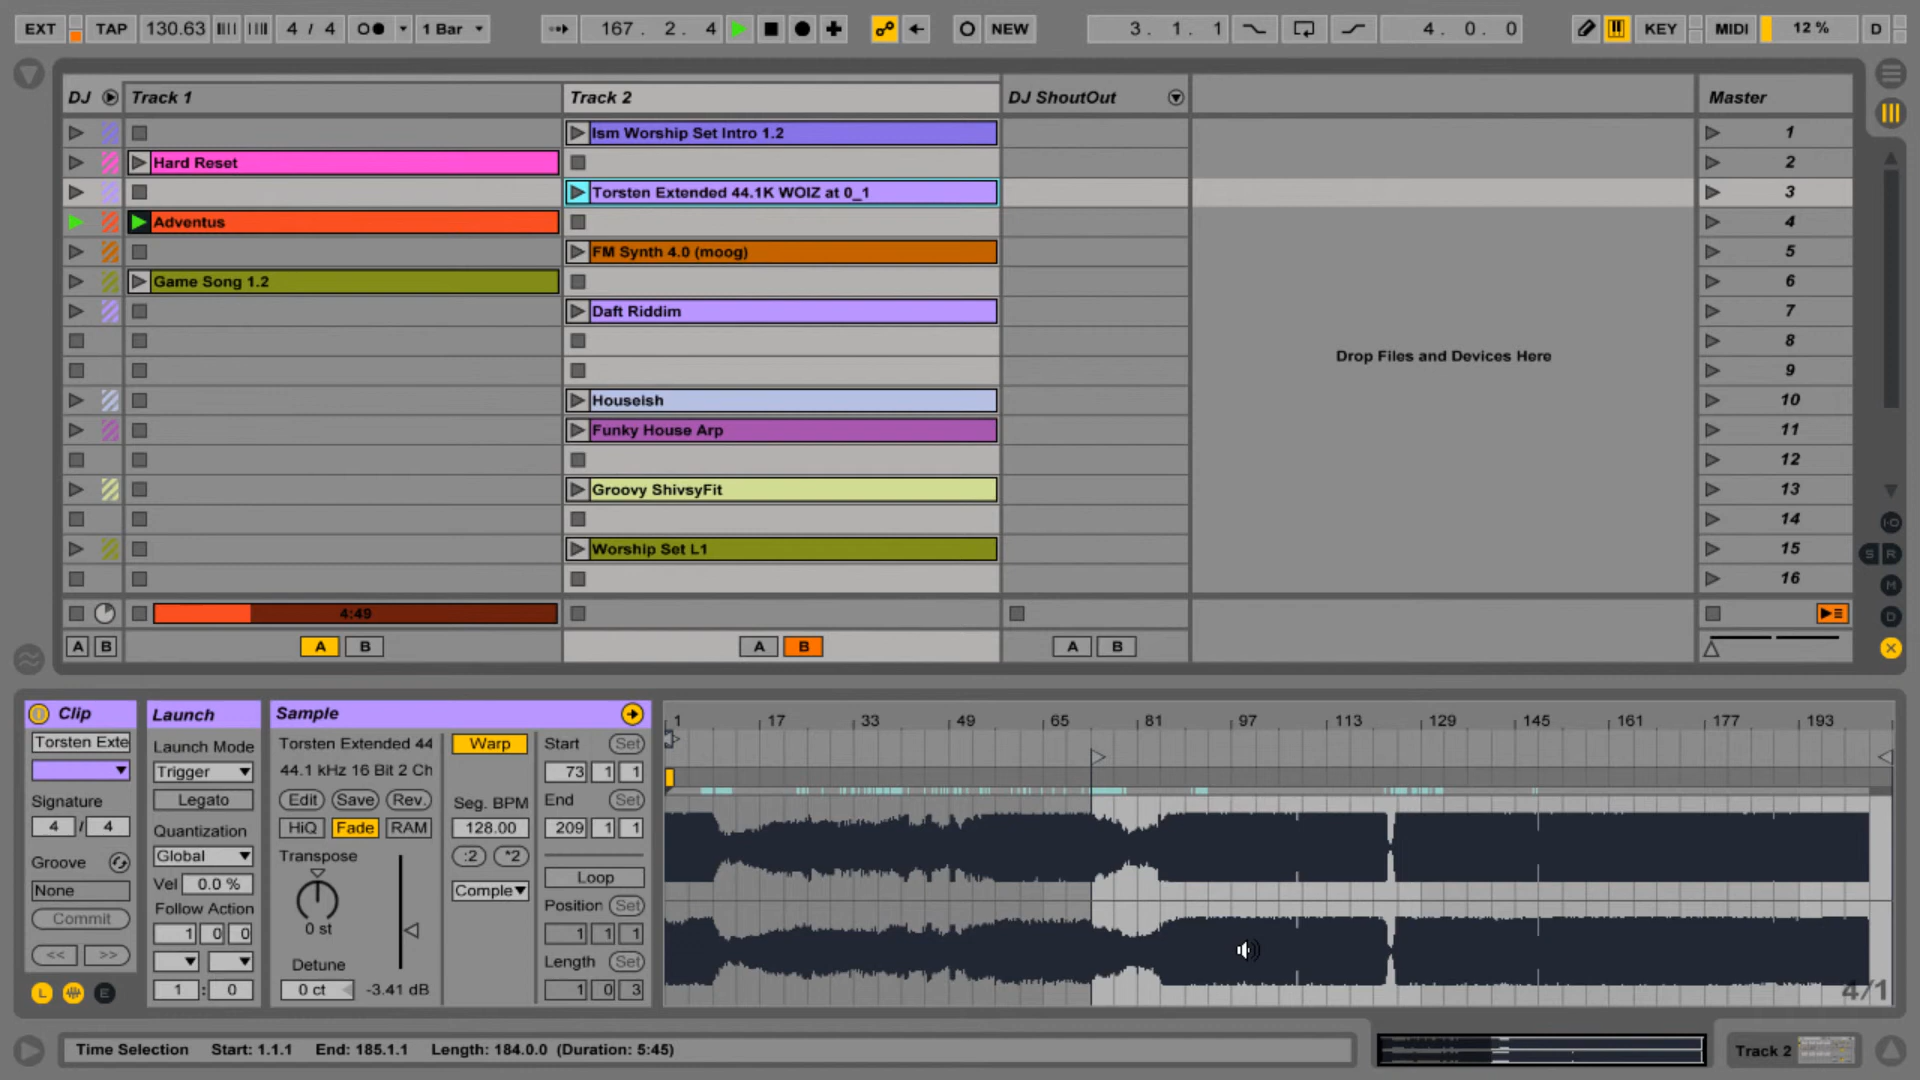 EXT TAP 130.63 4 / 4 1 Bar 167. 2. 4 NEW 3. 1. 1 4. 0. 0 KEY MIDI 12 % D
DJ Track 1 Track 2 DJ ShoutOut Master
Ism Worship Set Intro 1.2 1
Hard Reset 2
Torsten Extended 44.1K WOIZ at 0_1 3
Adventus 4
FM Synth 4.0 (moog) 5
Game Song 1.2 6
Daft Riddim 7
8
Drop Files and Devices Here
9
Houseish 10
Funky House Arp 11
12
Groovy ShivsyFit 13
14
Worship Set L1 15
16
I·O
S R
M
D
4:49
A B A B A B A B
Clip Launch Sample
Torsten Exte
Signature
4 / 4
Groove
None
Commit
<< >>
L E
Launch Mode
Trigger
Legato
Quantization
Global
Vel 0.0 %
Follow Action
1 0 0
1 : 0
Torsten Extended 44
44.1 kHz 16 Bit 2 Ch
Edit Save Rev.
HiQ Fade RAM
Transpose
0 st
Detune
0 ct -3.41 dB
Warp
Seg. BPM
128.00
:2 *2
Comple
Start Set
73 1 1
End Set
209 1 1
Loop
Position Set
1 1 1
Length Set
1 0 3
1 17 33 49 65 81 97 113 129 145 161 177 193
4/1
Time Selection Start: 1.1.1 End: 185.1.1 Length: 184.0.0 (Duration: 5:45)
Track 2